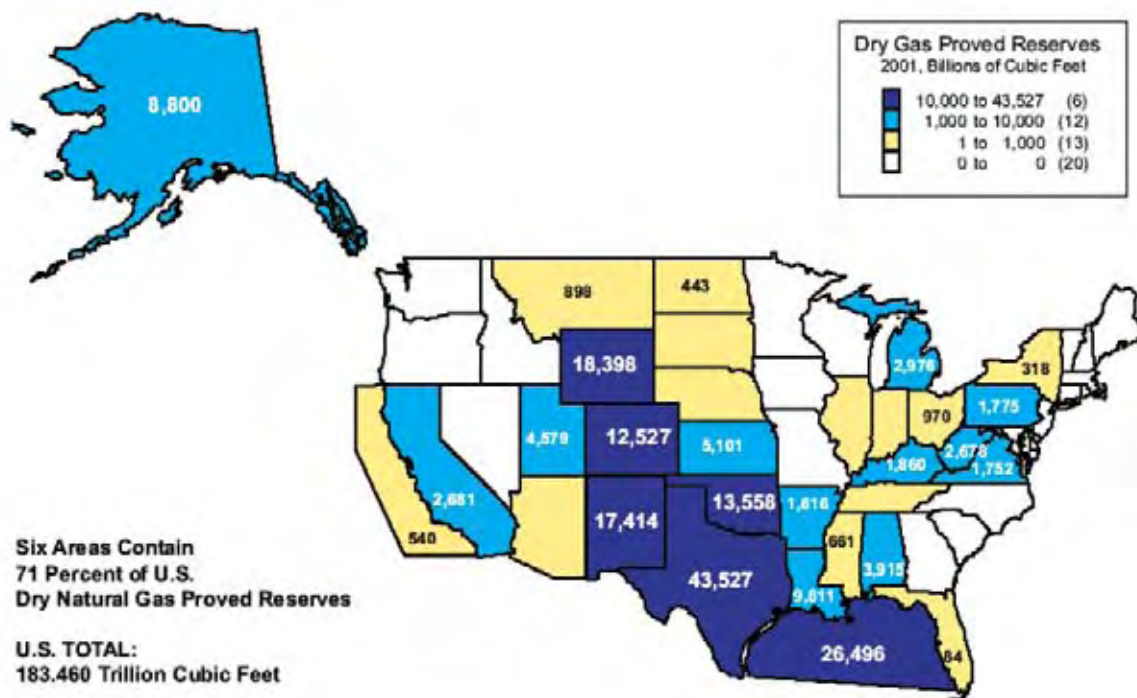 Dry Gas Proved Reserves
2001, Billions of Cubic Feet
10,000 to 43,527 (6)
1,000 to 10,000 (12)
1 to 1,000 (13)
0 to 0 (20)
8,800
898
443
18,398
2,976
318
970
1,775
4,579
12,527
5,101
2,678
1,860
1,752
2,681
13,558
1,616
17,414
540
661
3,915
43,527
9,811
84
26,496
Six Areas Contain
71 Percent of U.S.
Dry Natural Gas Proved Reserves
U.S. TOTAL:
183.460 Trillion Cubic Feet